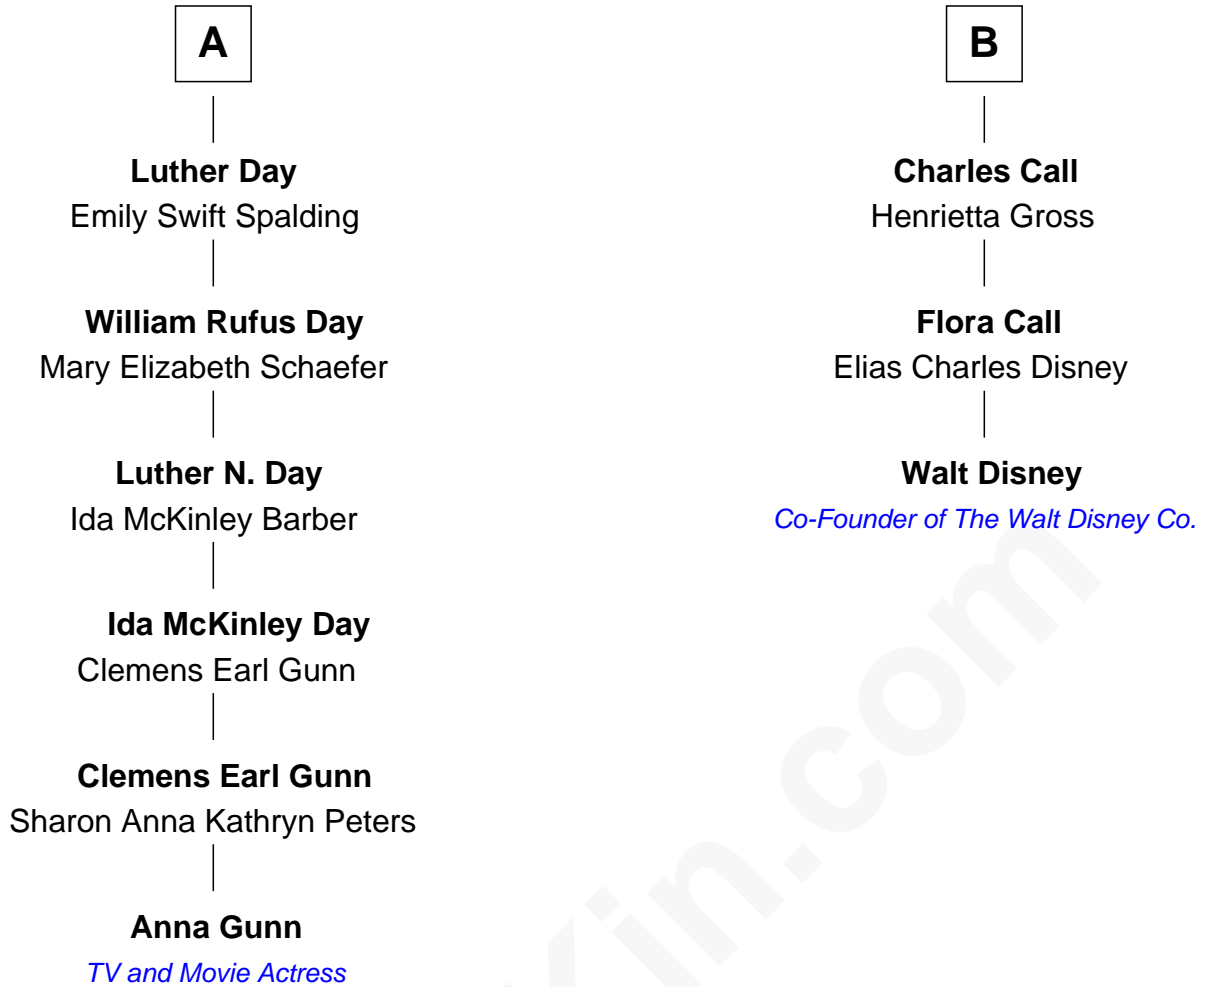 A
Luther Day
Emily Swift Spalding
William Rufus Day
Mary Elizabeth Schaefer
Luther N. Day
Ida McKinley Barber
Ida McKinley Day
Clemens Earl Gunn
Clemens Earl Gunn
Sharon Anna Kathryn Peters
Anna Gunn
TV and Movie Actress
B
Charles Call
Henrietta Gross
Flora Call
Elias Charles Disney
Walt Disney
Co-Founder of The Walt Disney Co.
in.com